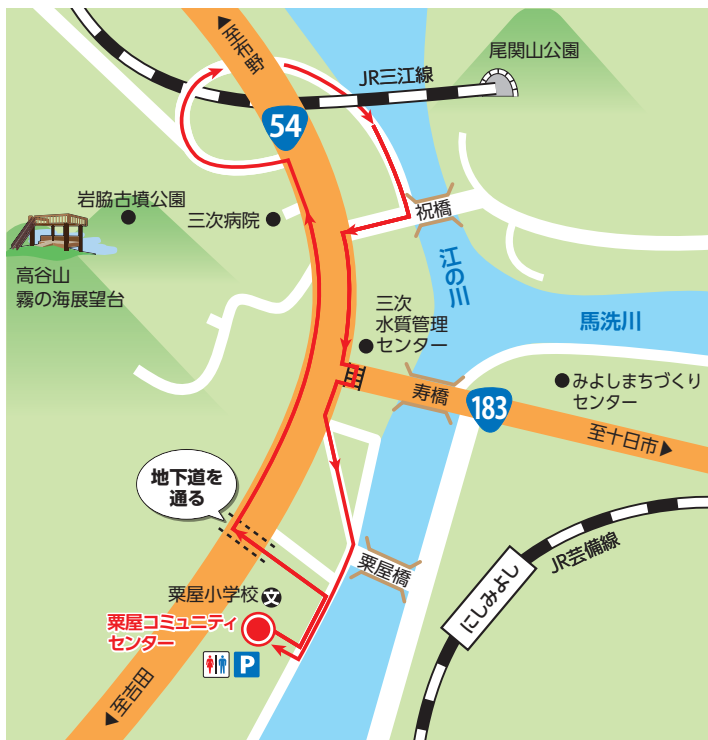 ▲至布野
JR三江線
尾関山公園
54
岩脇古墳公園
三次病院
祝橋
高谷山
霧の海展望台
江の川
三次
水質管理
センター
馬洗川
寿橋
183
みよしまちづくり
センター
至十日市▶
地下道を
通る
粟屋橋
JR芸備線
にしみよし
粟屋小学校
文
粟屋コミュニティ
センター
P
◀至吉田